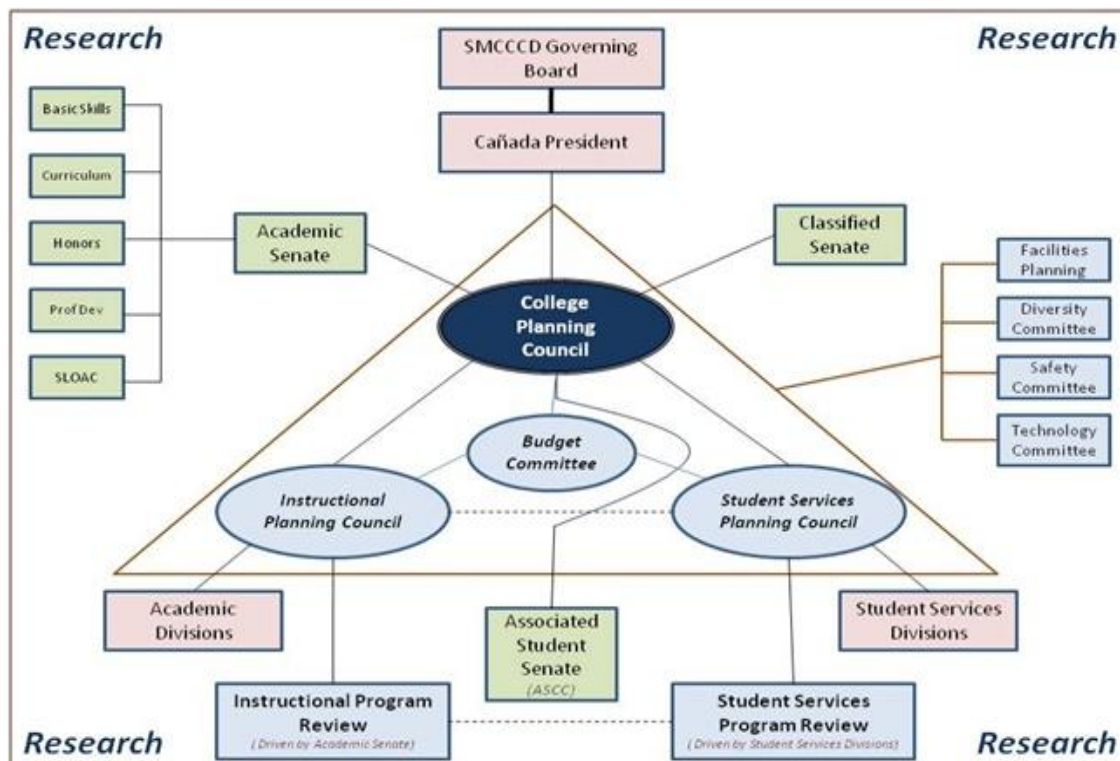 Research
Research
SMCCCD Governing
Board
Cañada President
Basic Skills
Curriculum
Honors
Prof Dev
SLOAC
Academic
Senate
Classified
Senate
Facilities
Planning
Diversity
Committee
Safety
Committee
Technology
Committee
College
Planning
Council
Budget
Committee
Instructional
Planning Council
Student Services
Planning Council
Academic
Divisions
Associated
Student
Senate
(ASCC)
Student Services
Divisions
Instructional Program
Review
( Driven by Academic Senate)
Student Services
Program Review
( Driven by Student Services Divisions)
Research
Research